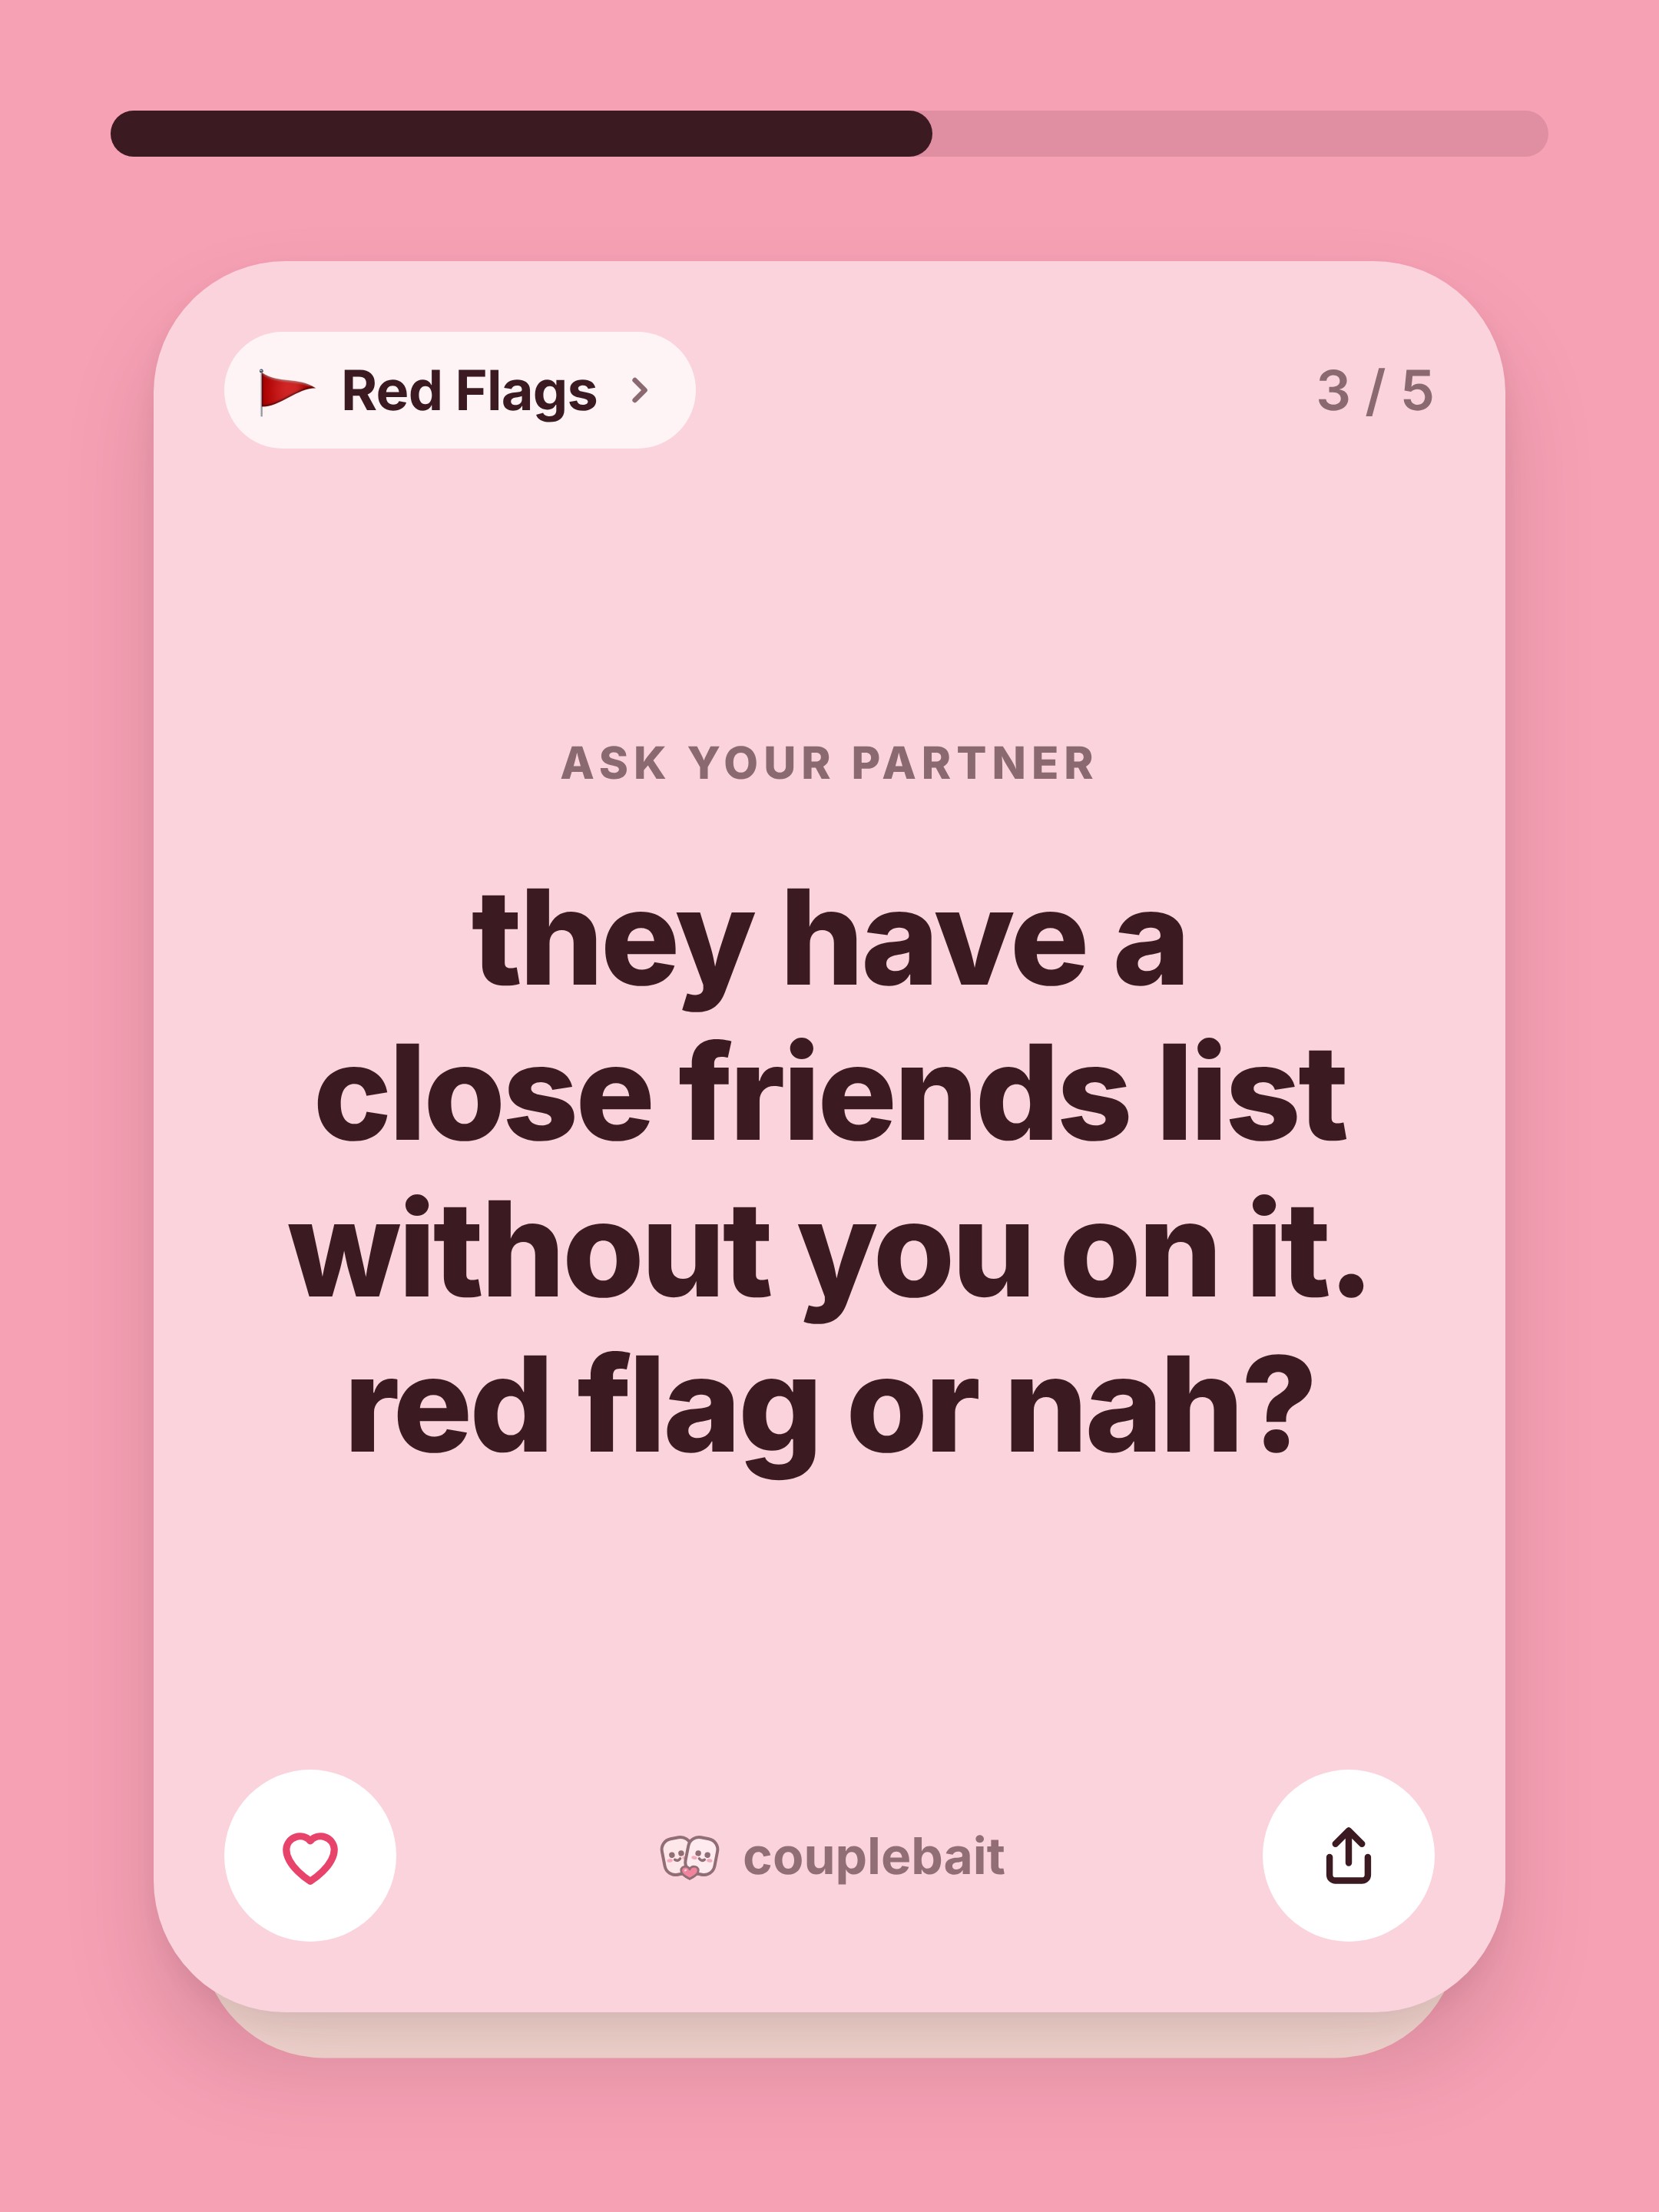 Red Flags
3 / 5
ASK YOUR PARTNER
they have a
close friends list
without you on it.
red flag or nah?
couplebait